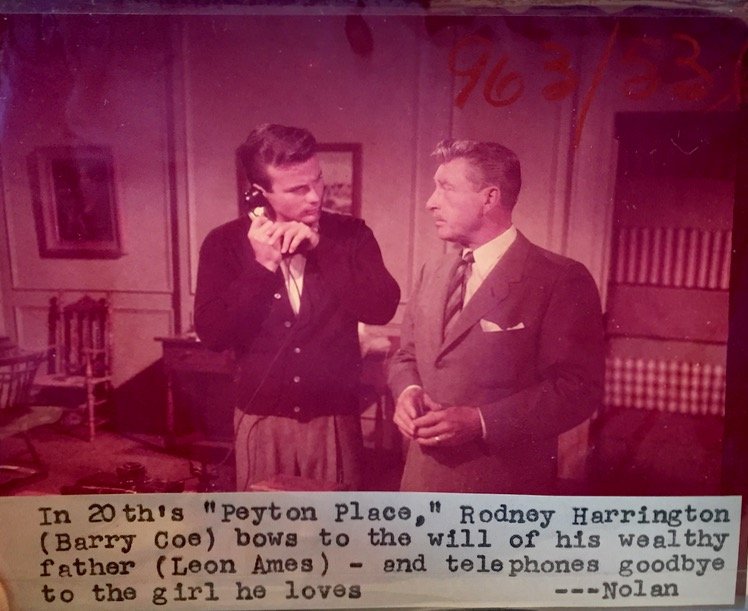 963/53
In 20th's "Peyton Place," Rodney Harrington
(Barry Coe) bows to the will of his wealthy
father (Leon Ames) - and telephones goodbye
to the girl he loves ---Nolan